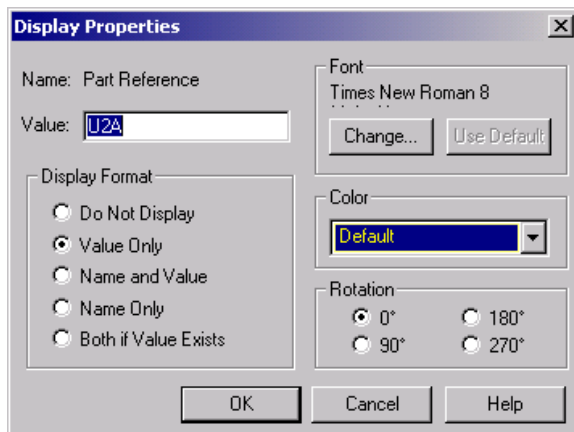 Display Properties
Name: Part Reference
Value: U2A
Display Format
Do Not Display
Value Only
Name and Value
Name Only
Both if Value Exists
Font
Times New Roman 8
Change...
Use Default
Color
Default
Rotation
0° 180°
90° 270°
OK Cancel Help